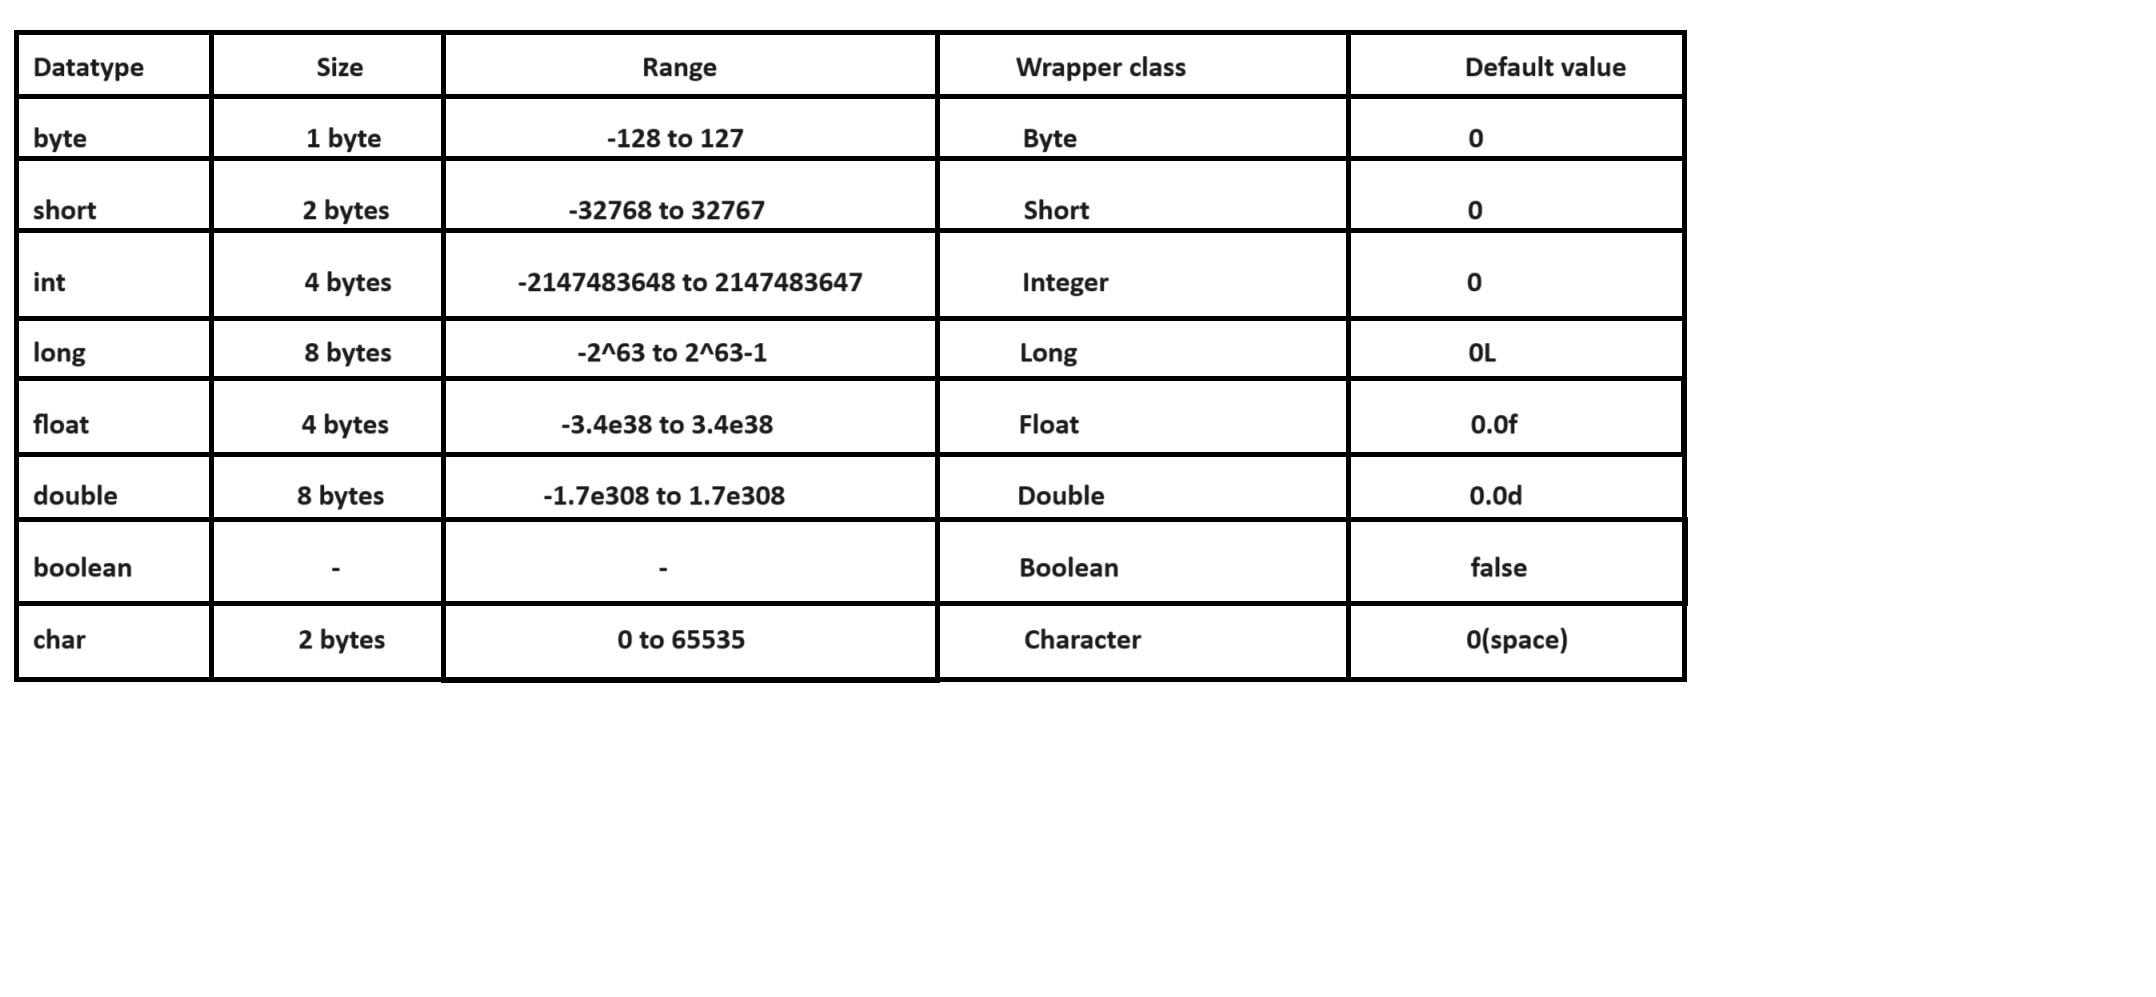 Datatype Size Range Wrapper class Default value
byte 1 byte -128 to 127 Byte 0
short 2 bytes -32768 to 32767 Short 0
int 4 bytes -2147483648 to 2147483647 Integer 0
long 8 bytes -2^63 to 2^63-1 Long 0L
float 4 bytes -3.4e38 to 3.4e38 Float 0.0f
double 8 bytes -1.7e308 to 1.7e308 Double 0.0d
boolean - - Boolean false
char 2 bytes 0 to 65535 Character 0(space)